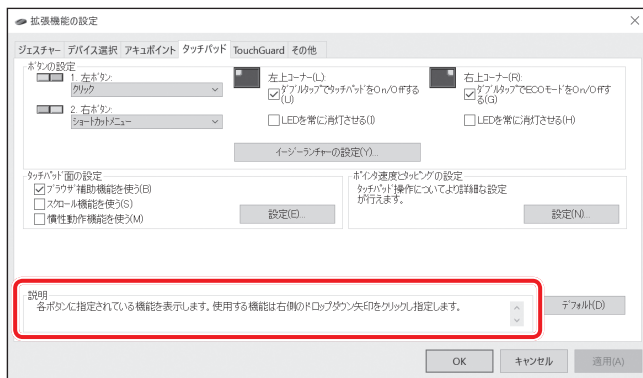 拡張機能の設定
ジェスチャー デバイス選択 アキュポイント タッチパッド TouchGuard その他
ボタンの設定
1. 左ボタン:
クリック
2. 右ボタン:
ショートカットメニュー
左上コーナー(L):
ダブルタップでタッチパッドをOn/Offする(U)
LEDを常に消灯させる(I)
右上コーナー(R):
ダブルタップでECOモードをOn/Offす
る(G)
LEDを常に消灯させる(H)
イージーランチャーの設定(Y)...
タッチパッド面の設定
ブラウザ補助機能を使う(B)
スクロール機能を使う(S)
慣性動作機能を使う(M)
設定(E)...
ポインタ速度とタッピングの設定
タッチパッド操作についてより詳細な設定
が行えます。
設定(N)...
説明
各ボタンに指定されている機能を表示します。使用する機能は右側のドロップダウン矢印をクリックし指定します。
デフォルト(D)
OK キャンセル 適用(A)